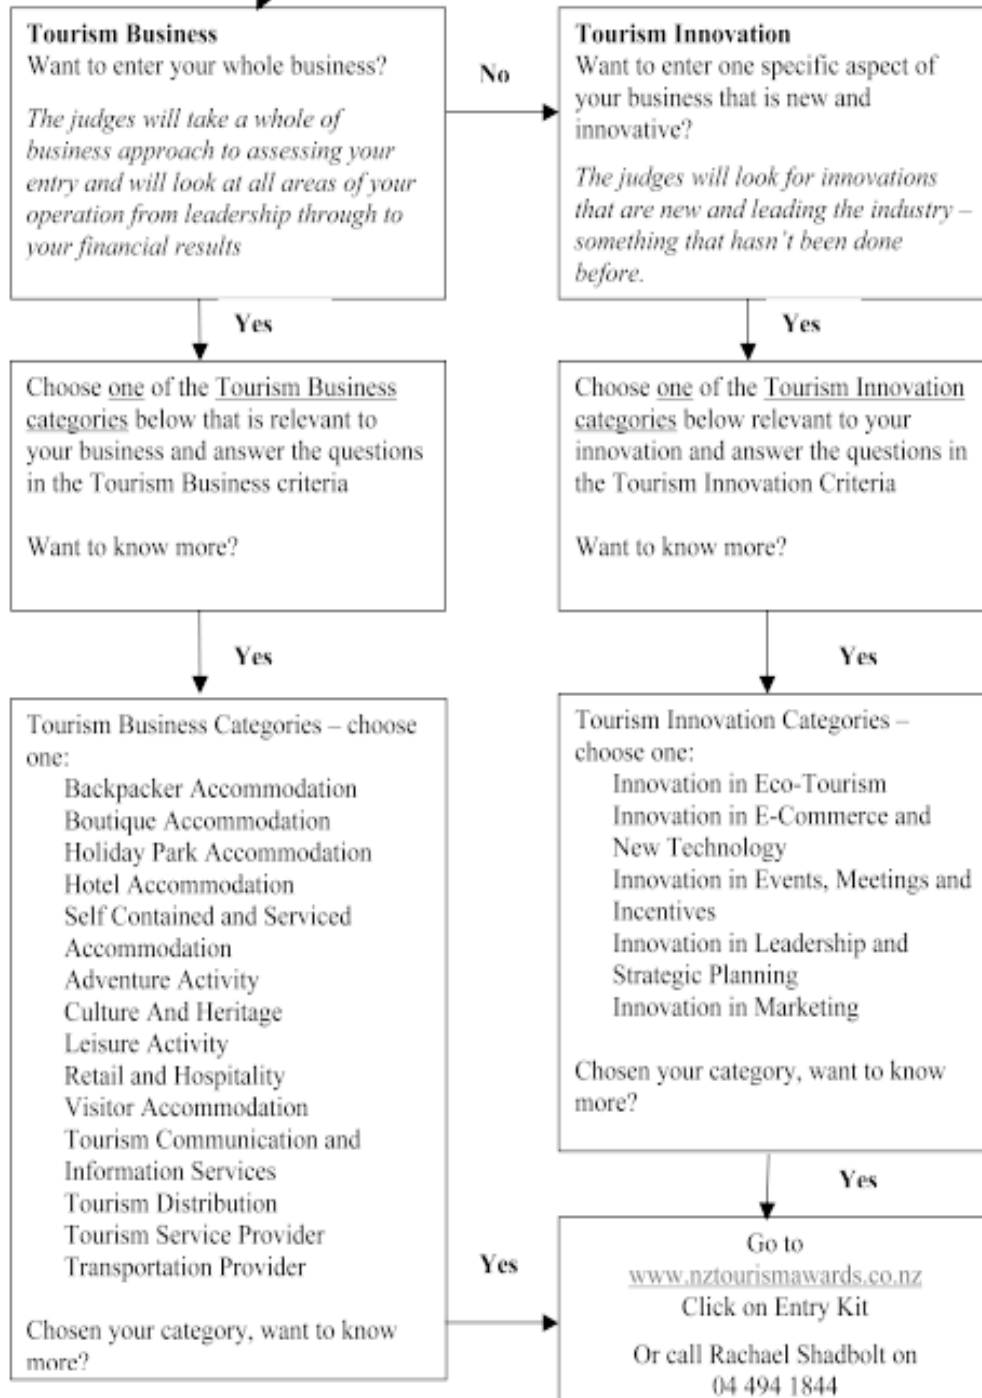 Tourism Business
Want to enter your whole business?
The judges will take a whole of
business approach to assessing your
entry and will look at all areas of your
operation from leadership through to
your financial results
No
Tourism Innovation
Want to enter one specific aspect of
your business that is new and
innovative?
The judges will look for innovations
that are new and leading the industry –
something that hasn't been done
before.
Yes
Yes
Choose one of the Tourism Business
categories below that is relevant to
your business and answer the questions
in the Tourism Business criteria
Want to know more?
Choose one of the Tourism Innovation
categories below relevant to your
innovation and answer the questions in
the Tourism Innovation Criteria
Want to know more?
Yes
Yes
Tourism Business Categories – choose
one:
Backpacker Accommodation
Boutique Accommodation
Holiday Park Accommodation
Hotel Accommodation
Self Contained and Serviced
Accommodation
Adventure Activity
Culture And Heritage
Leisure Activity
Retail and Hospitality
Visitor Accommodation
Tourism Communication and
Information Services
Tourism Distribution
Tourism Service Provider
Transportation Provider
Chosen your category, want to know
more?
Tourism Innovation Categories –
choose one:
Innovation in Eco-Tourism
Innovation in E-Commerce and
New Technology
Innovation in Events, Meetings and
Incentives
Innovation in Leadership and
Strategic Planning
Innovation in Marketing
Chosen your category, want to know
more?
Yes
Yes
Go to
www.nztourismawards.co.nz
Click on Entry Kit
Or call Rachael Shadbolt on
04 494 1844